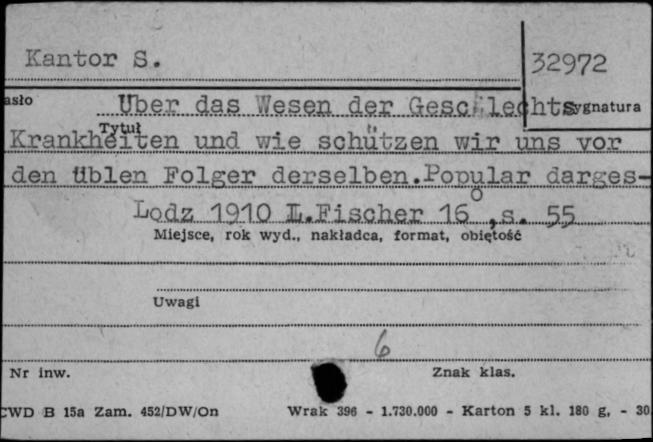 Kantor S.
32972
asło
Über das Wesen der Geschlechts
sygnatura
Tytuł
Krankheiten und wie schützen wir uns vor
den üblen Folger derselben.Popular darges-
Lodz 1910 L.Fischer 16°,s. 55
Miejsce, rok wyd., nakładca, format, objętość
Uwagi
6
Nr inw.
Znak klas.
CWD B 15a Zam. 452/DW/On
Wrak 396 - 1.730.000 - Karton 5 kl. 180 g. - 30